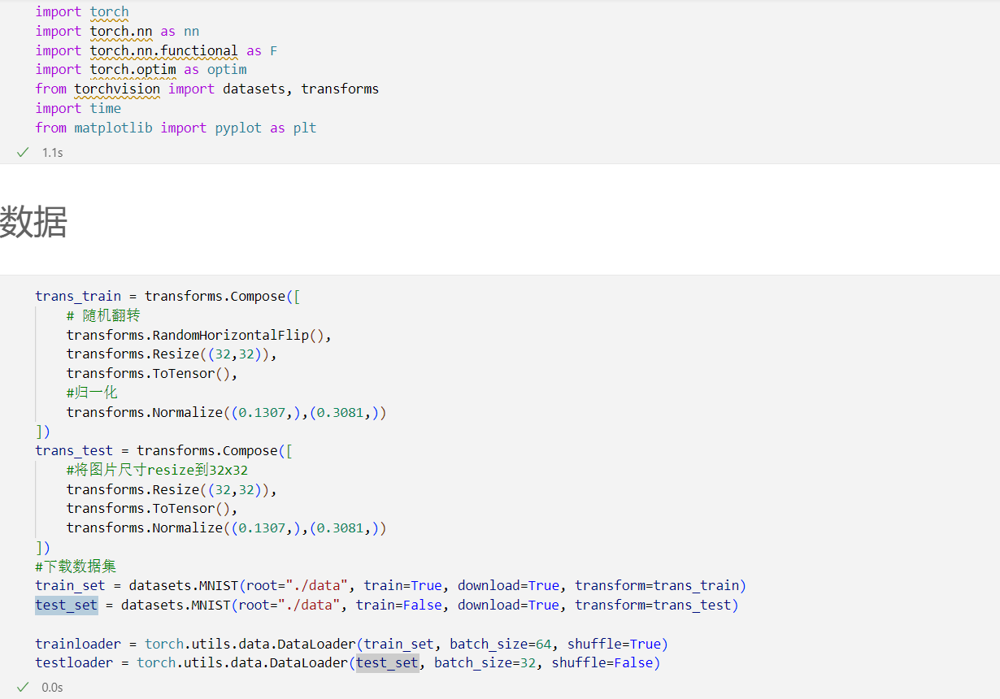 import torch
import torch.nn as nn
import torch.nn.functional as F
import torch.optim as optim
from torchvision import datasets, transforms
import time
from matplotlib import pyplot as plt
1.1s
数据
trans_train = transforms.Compose([
    # 随机翻转
    transforms.RandomHorizontalFlip(),
    transforms.Resize((32,32)),
    transforms.ToTensor(),
    #归一化
    transforms.Normalize((0.1307,),(0.3081,))
])
trans_test = transforms.Compose([
    #将图片尺寸resize到32x32
    transforms.Resize((32,32)),
    transforms.ToTensor(),
    transforms.Normalize((0.1307,),(0.3081,))
])
#下载数据集
train_set = datasets.MNIST(root="./data", train=True, download=True, transform=trans_train)
test_set = datasets.MNIST(root="./data", train=False, download=True, transform=trans_test)
trainloader = torch.utils.data.DataLoader(train_set, batch_size=64, shuffle=True)
testloader = torch.utils.data.DataLoader(test_set, batch_size=32, shuffle=False)
0.0s